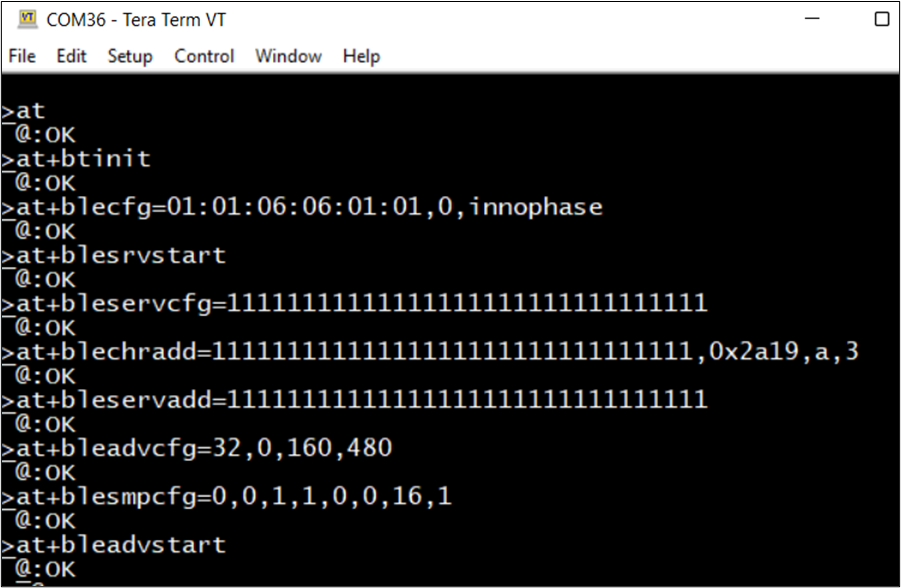 COM36 - Tera Term VT
File Edit Setup Control Window Help
>at
@:OK
>at+btinit
@:OK
>at+blecfg=01:01:06:06:01:01,0,innophase
@:OK
>at+blesrvstart
@:OK
>at+bleservcfg=11111111111111111111111111111111
@:OK
>at+blechradd=11111111111111111111111111111111,0x2a19,a,3
@:OK
>at+bleservadd=11111111111111111111111111111111
@:OK
>at+bleadvcfg=32,0,160,480
@:OK
>at+blesmpcfg=0,0,1,1,0,0,16,1
@:OK
>at+bleadvstart
@:OK